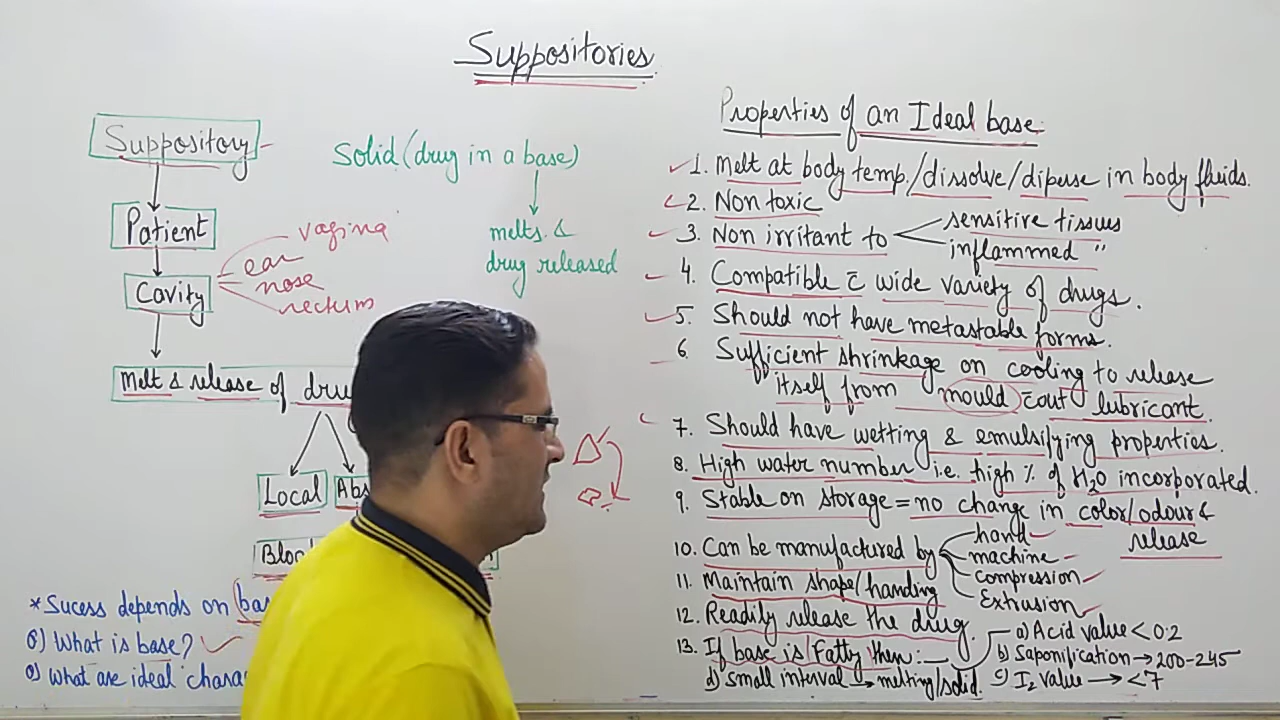 Suppositories
Suppository
Patient
Cavity
vagina
ear
nose
rectum
Melt & release of dru
Local
Abs
Bloo
*Sucess depends on bas
Q) What is base?
Q) What are ideal chara
Solid (drug in a base)
melts &
drug released
Properties of an Ideal base
1. Melt at body temp./dissolve/diperse in body fluids.
2. Non toxic
3. Non irritant to
sensitive tissues
inflammed "
4. Compatible c̄ wide variety of drugs.
5. Should not have metastable forms.
6. Sufficient shrinkage on cooling to release
itself from mould c̄out lubricant.
7. Should have wetting & emulsifying properties.
8. High water number i.e. high % of H₂O incorporated.
9. Stable on storage = no change in color/odour &
release
10. Can be manufactured by
hand
machine
compression
Extrusion
11. Maintain shape/handing
12. Readily release the drug.
13. If base is Fatty then:—
a) Acid value < 0.2
b) Saponification → 200-245
c) I₂ value → < 7
d) Small interval → melting/solid.